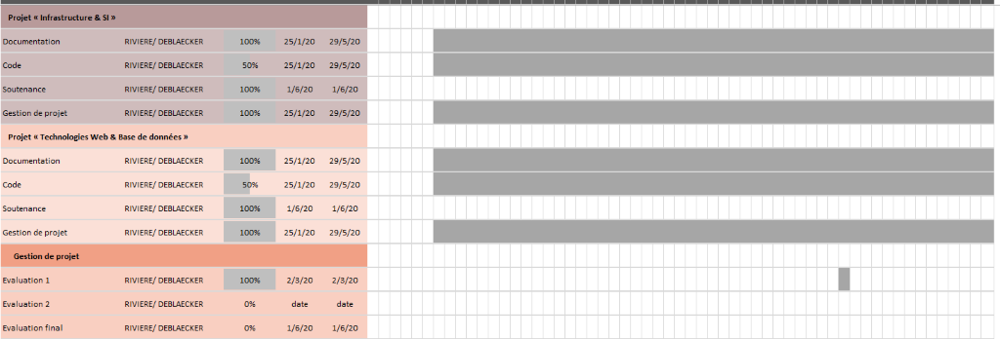 Projet « Infrastructure & SI »
Documentation RIVIERE/ DEBLAECKER 100% 25/1/20 29/5/20
Code RIVIERE/ DEBLAECKER 50% 25/1/20 29/5/20
Soutenance RIVIERE/ DEBLAECKER 100% 1/6/20 1/6/20
Gestion de projet RIVIERE/ DEBLAECKER 100% 25/1/20 29/5/20
Projet « Technologies Web & Base de données »
Documentation RIVIERE/ DEBLAECKER 100% 25/1/20 29/5/20
Code RIVIERE/ DEBLAECKER 50% 25/1/20 29/5/20
Soutenance RIVIERE/ DEBLAECKER 100% 1/6/20 1/6/20
Gestion de projet RIVIERE/ DEBLAECKER 100% 25/1/20 29/5/20
Gestion de projet
Evaluation 1 RIVIERE/ DEBLAECKER 100% 2/3/20 2/3/20
Evaluation 2 RIVIERE/ DEBLAECKER 0% date date
Evaluation final RIVIERE/ DEBLAECKER 0% 1/6/20 1/6/20